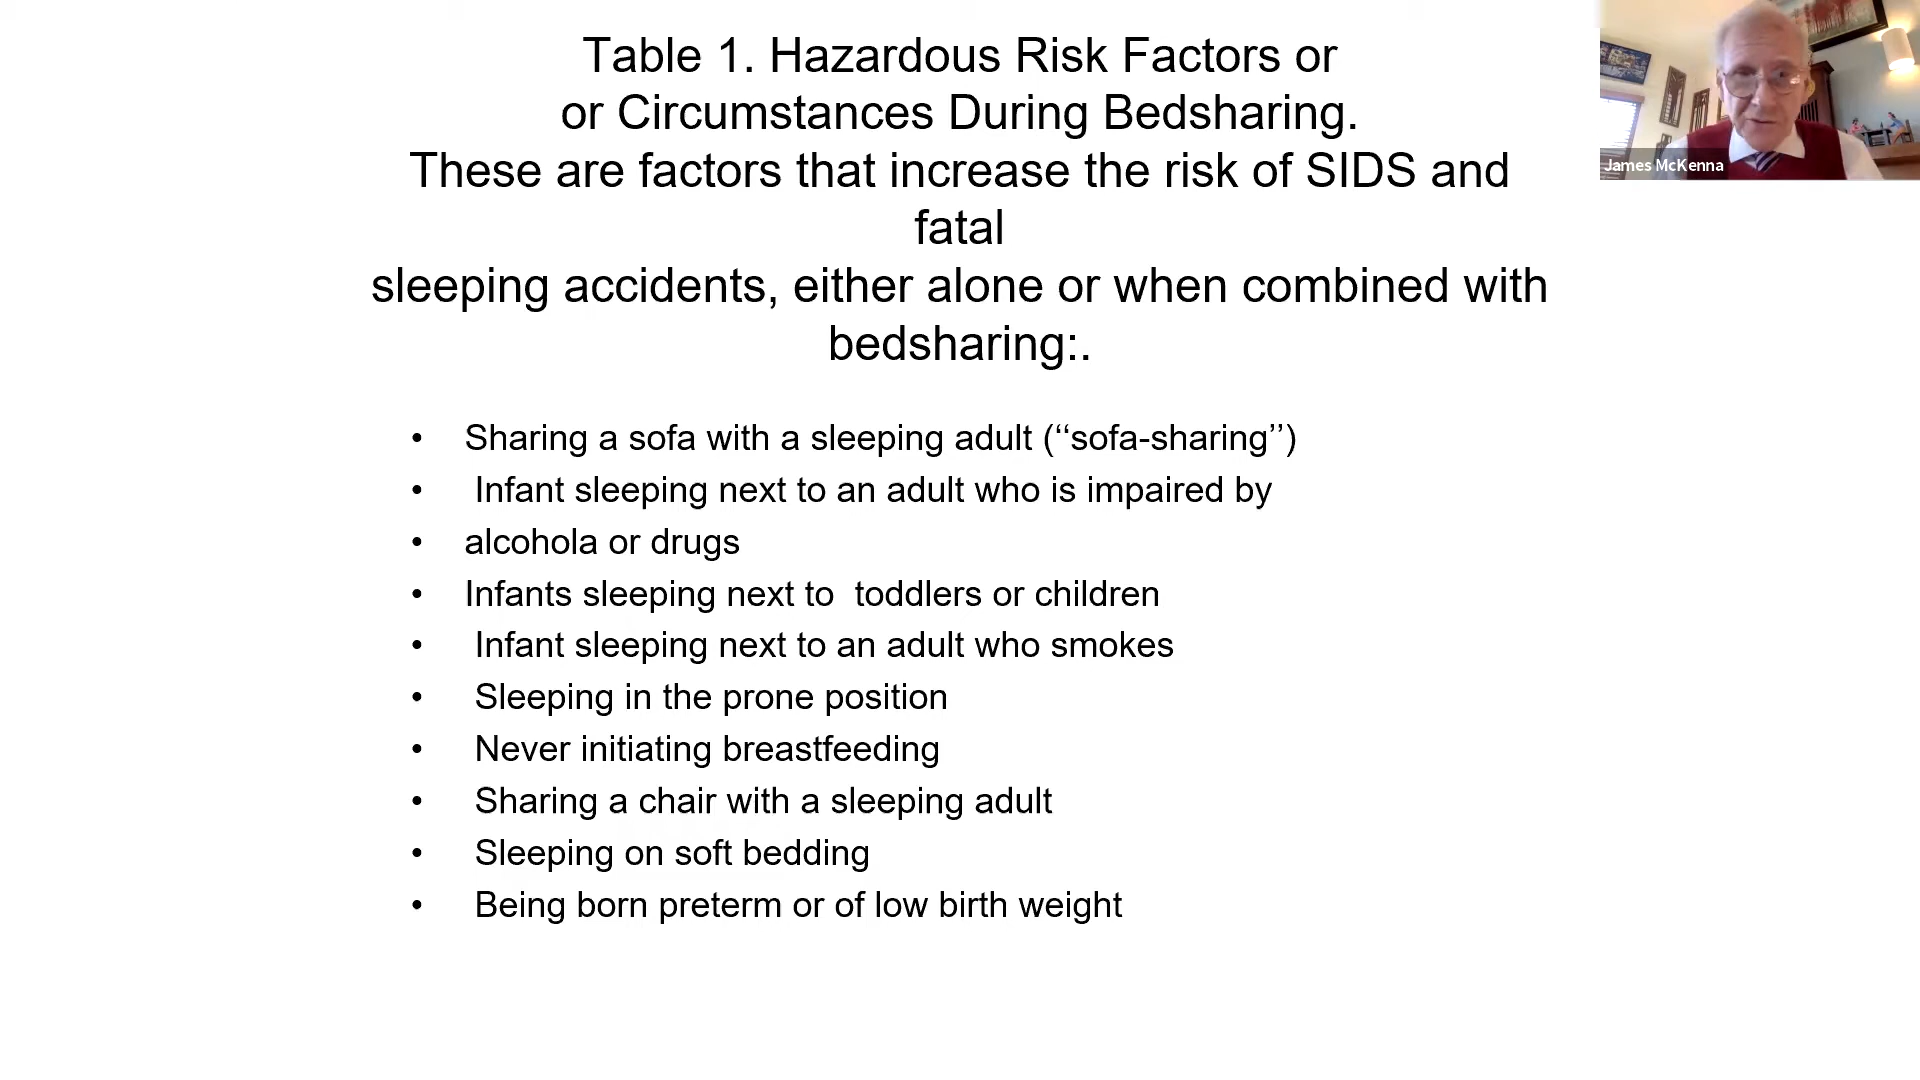 Table 1. Hazardous Risk Factors or
or Circumstances During Bedsharing.
These are factors that increase the risk of SIDS and
fatal
sleeping accidents, either alone or when combined with
bedsharing:.
• Sharing a sofa with a sleeping adult (‘‘sofa-sharing’’)
• Infant sleeping next to an adult who is impaired by
• alcohola or drugs
• Infants sleeping next to  toddlers or children
• Infant sleeping next to an adult who smokes
• Sleeping in the prone position
• Never initiating breastfeeding
• Sharing a chair with a sleeping adult
• Sleeping on soft bedding
• Being born preterm or of low birth weight
James McKenna